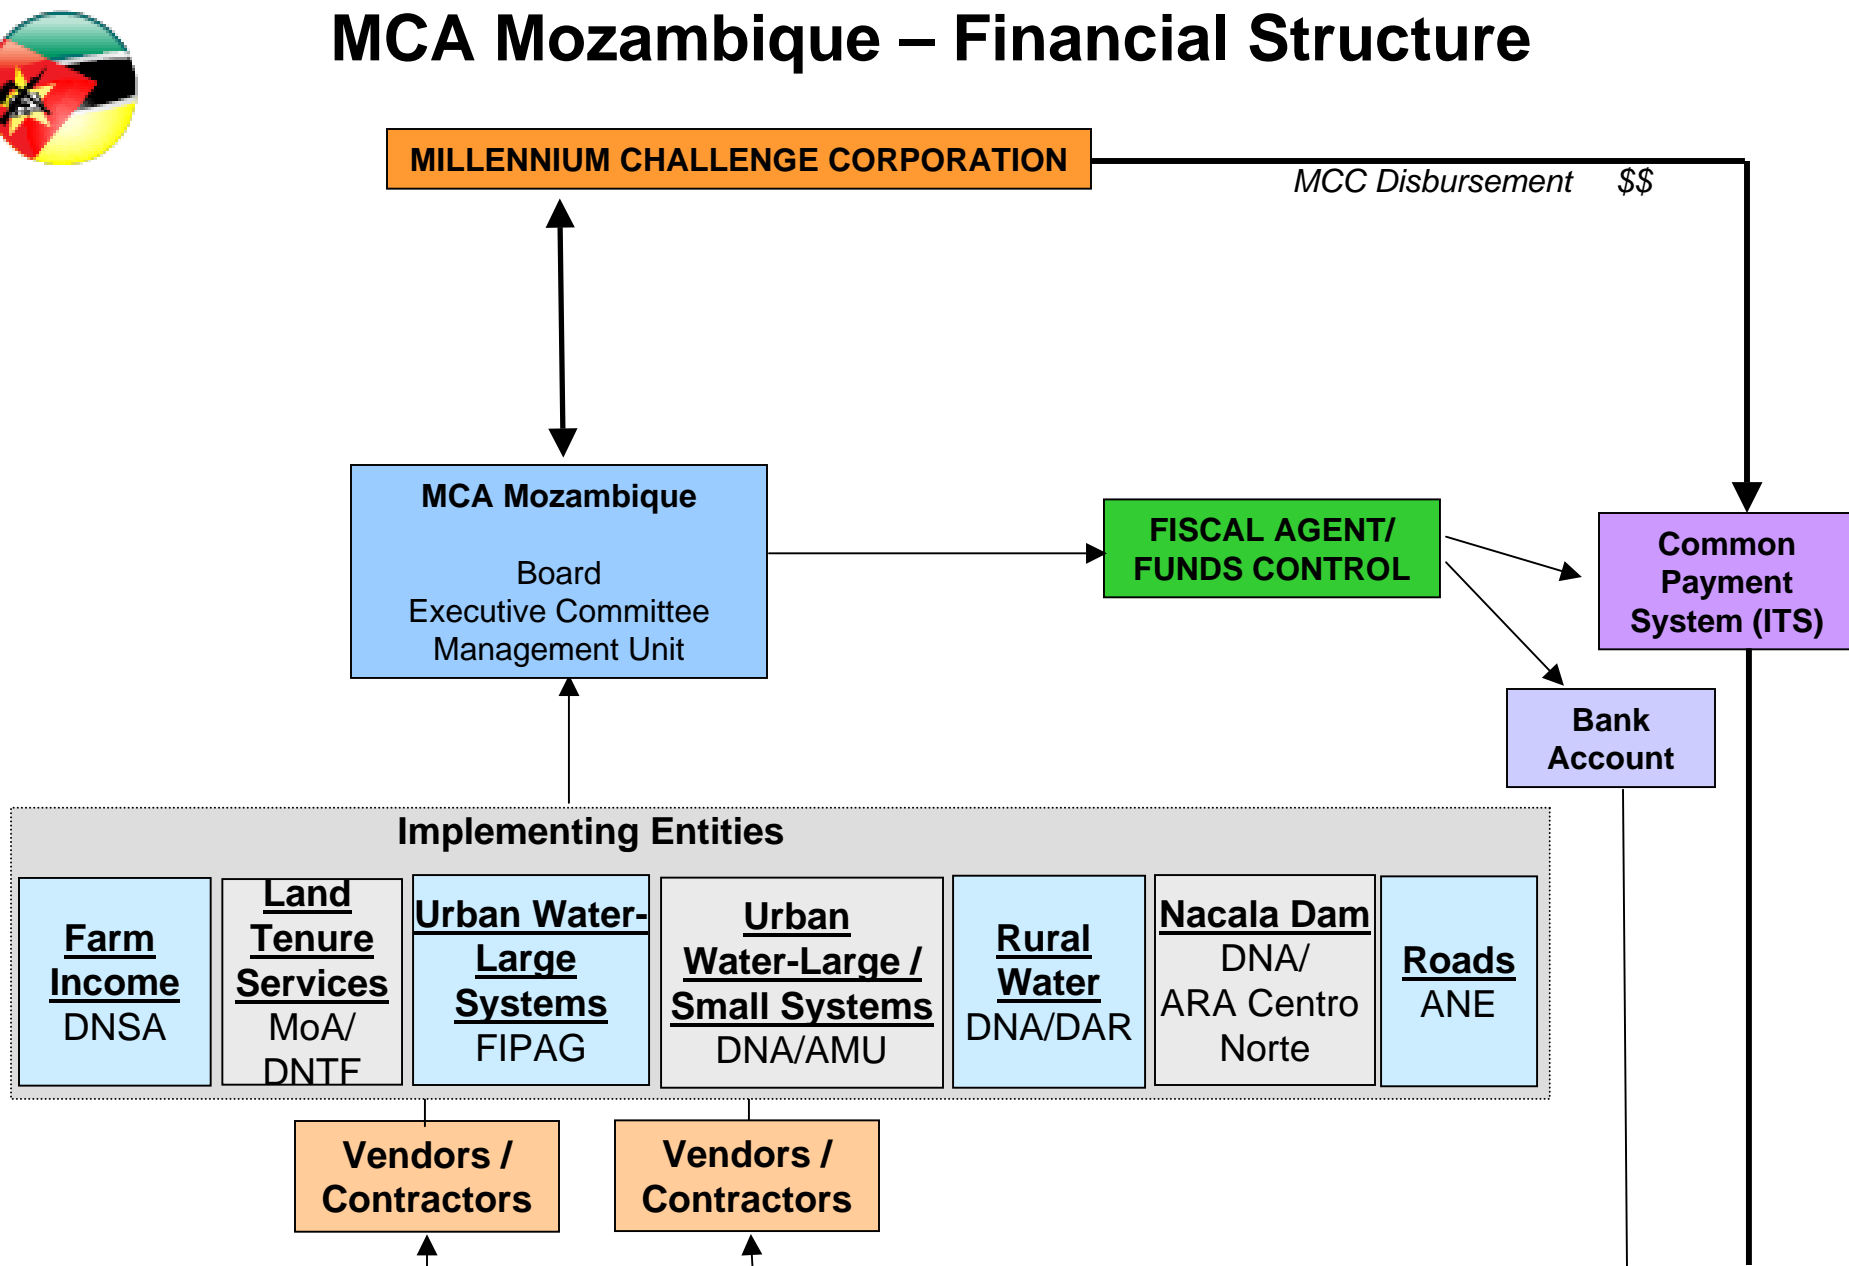 MCA Mozambique – Financial Structure
MILLENNIUM CHALLENGE CORPORATION
MCC Disbursement $$
MCA Mozambique
Board
Executive Committee
Management Unit
FISCAL AGENT/
FUNDS CONTROL
Common
Payment
System (ITS)
Bank
Account
Implementing Entities
Farm
Income
DNSA
Land
Tenure
Services
MoA/
DNTF
Urban Water-
Large
Systems
FIPAG
Urban
Water-Large /
Small Systems
DNA/AMU
Rural
Water
DNA/DAR
Nacala Dam
DNA/
ARA Centro
Norte
Roads
ANE
Vendors /
Contractors
Vendors /
Contractors